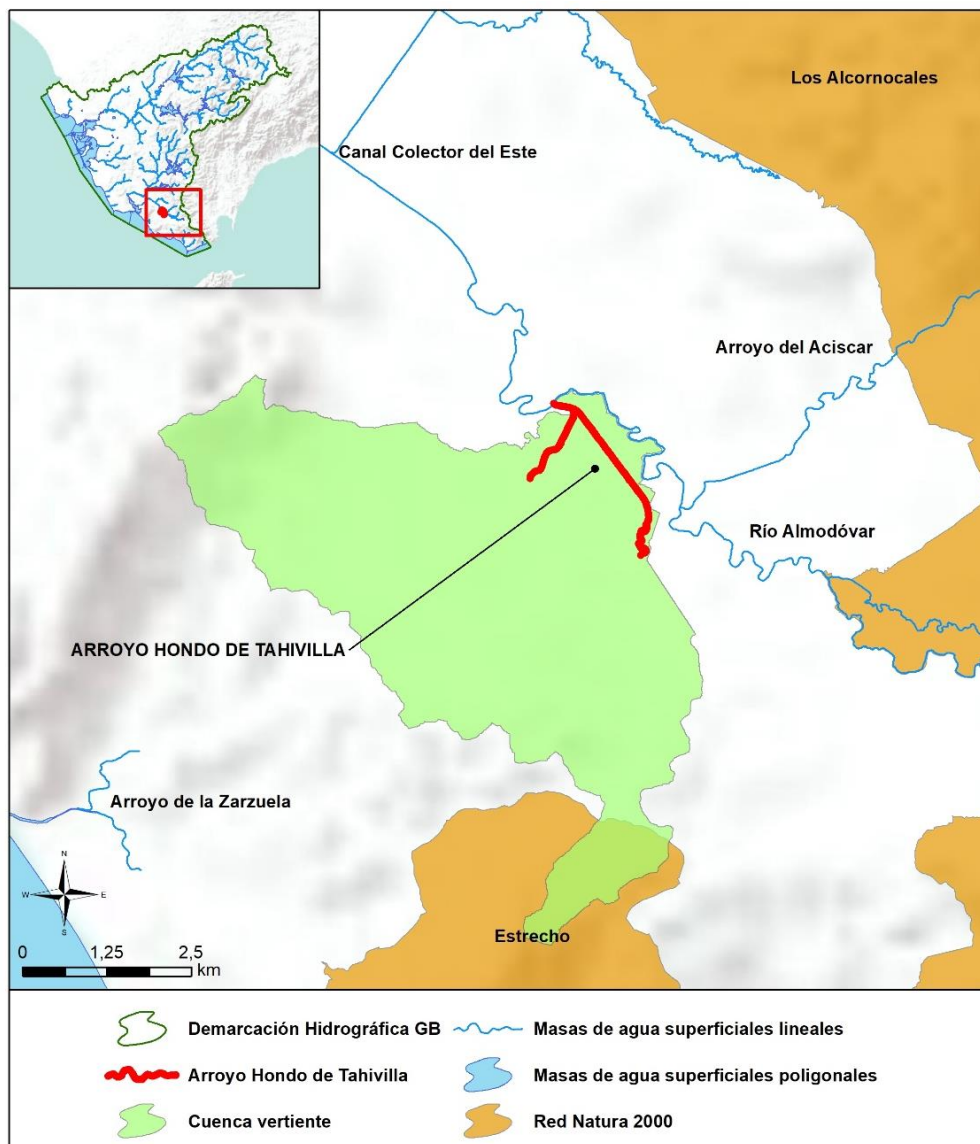 Los Alcornocales
Canal Colector del Este
Arroyo del Aciscar
Río Almodóvar
ARROYO HONDO DE TAHIVILLA
Arroyo de la Zarzuela
N
W E
S
Estrecho
0 1,25 2,5
km
Demarcación Hidrográfica GB
Masas de agua superficiales lineales
Arroyo Hondo de Tahivilla
Masas de agua superficiales poligonales
Cuenca vertiente
Red Natura 2000